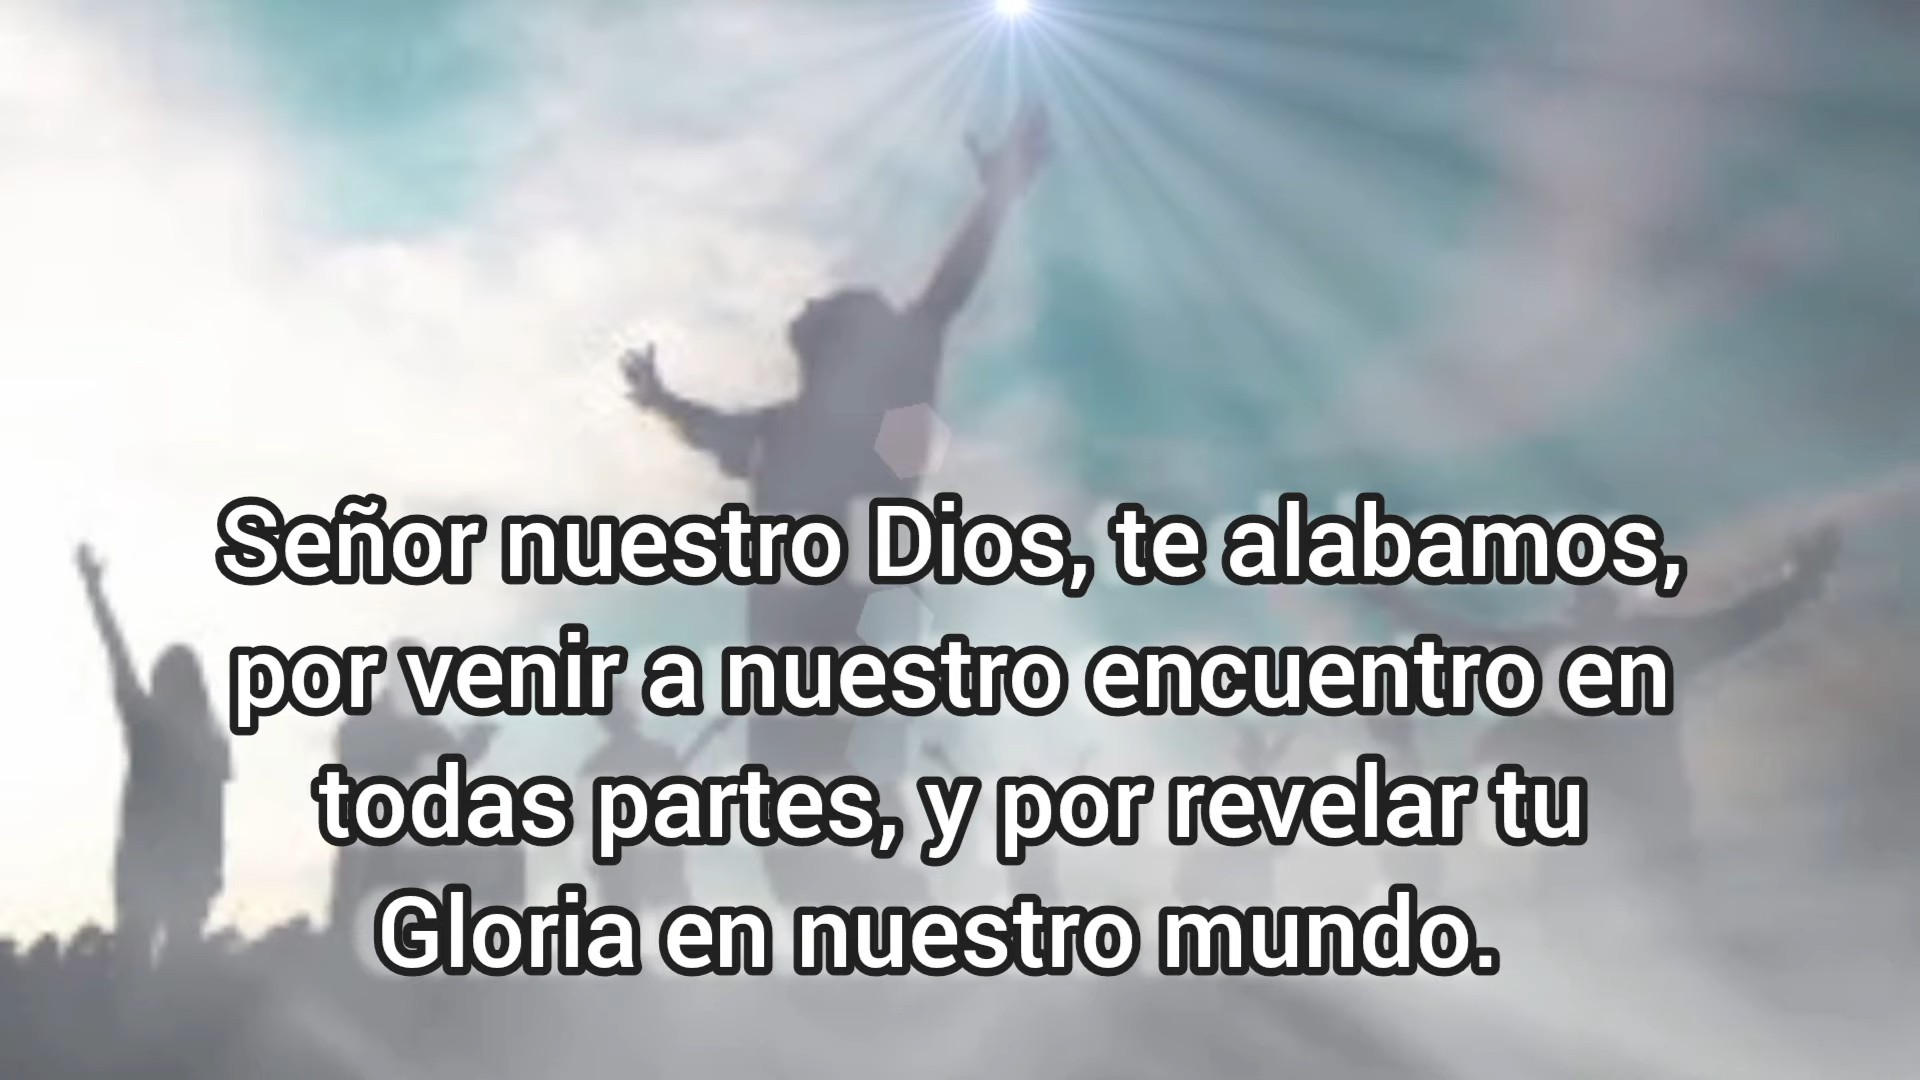 Señor nuestro Dios, te alabamos,
por venir a nuestro encuentro en
todas partes, y por revelar tu
Gloria en nuestro mundo.